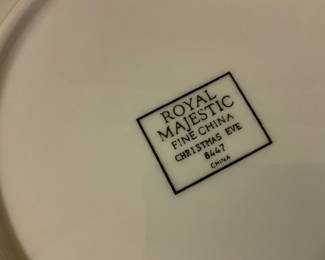 ROYAL
MAJESTIC
FINE CHINA
CHRISTMAS EVE
8447
CHINA